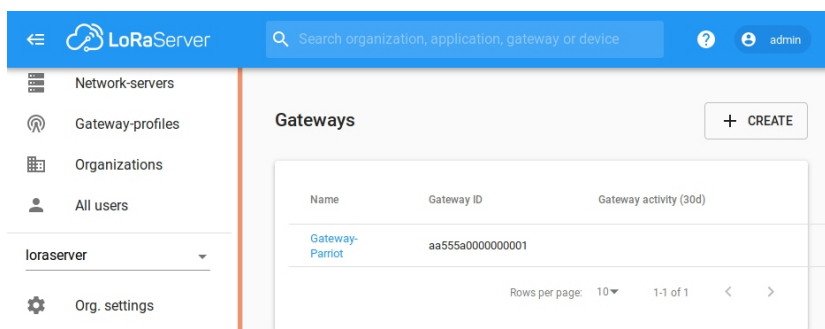 LoRaServer
Search organization, application, gateway or device
?
admin
Network-servers
Gateway-profiles
Organizations
All users
loraserver
Org. settings
Gateways
+ CREATE
Name Gateway ID Gateway activity (30d)
Gateway-
Parriot
aa555a0000000001
Rows per page: 10 1-1 of 1 < >